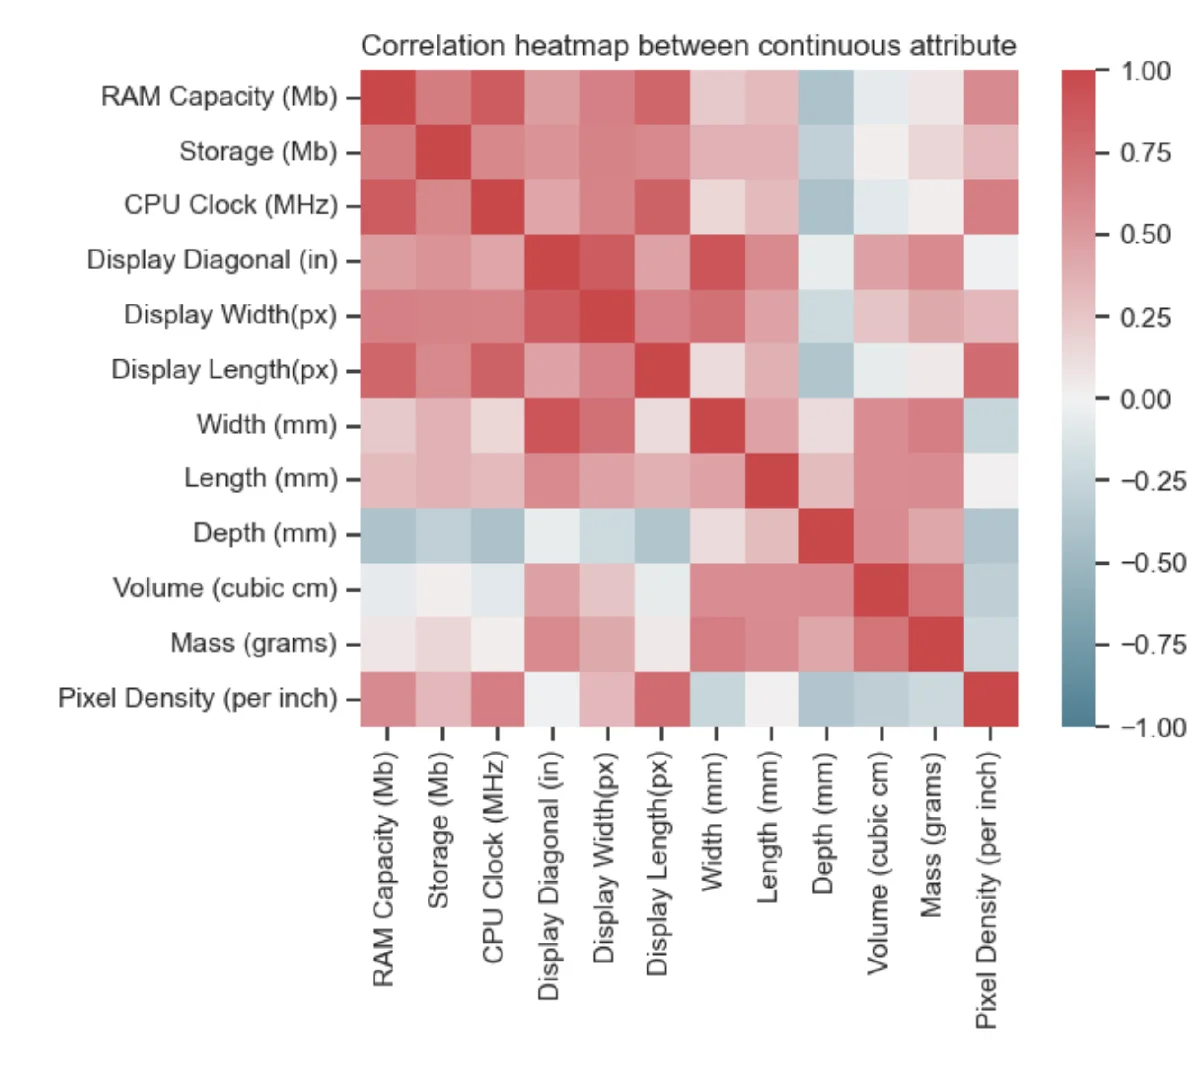 Correlation heatmap between continuous attribute
RAM Capacity (Mb)
Storage (Mb)
CPU Clock (MHz)
Display Diagonal (in)
Display Width(px)
Display Length(px)
Width (mm)
Length (mm)
Depth (mm)
Volume (cubic cm)
Mass (grams)
Pixel Density (per inch)
RAM Capacity (Mb)
Storage (Mb)
CPU Clock (MHz)
Display Diagonal (in)
Display Width(px)
Display Length(px)
Width (mm)
Length (mm)
Depth (mm)
Volume (cubic cm)
Mass (grams)
Pixel Density (per inch)
1.00
0.75
0.50
0.25
0.00
−0.25
−0.50
−0.75
−1.00